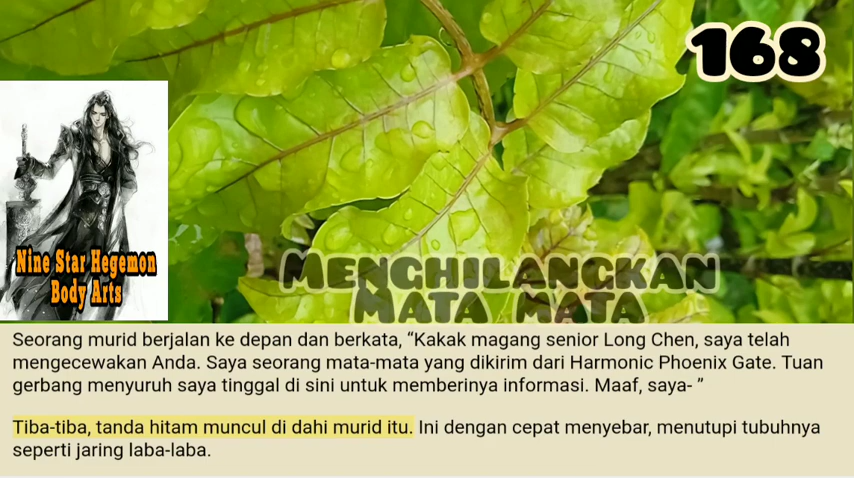 168
Nine Star Hegemon
Body Arts
MENGHILANGKAN
MATA MATA
Seorang murid berjalan ke depan dan berkata, “Kakak magang senior Long Chen, saya telah
mengecewakan Anda. Saya seorang mata-mata yang dikirim dari Harmonic Phoenix Gate. Tuan
gerbang menyuruh saya tinggal di sini untuk memberinya informasi. Maaf, saya- ”
Tiba-tiba, tanda hitam muncul di dahi murid itu. Ini dengan cepat menyebar, menutupi tubuhnya
seperti jaring laba-laba.